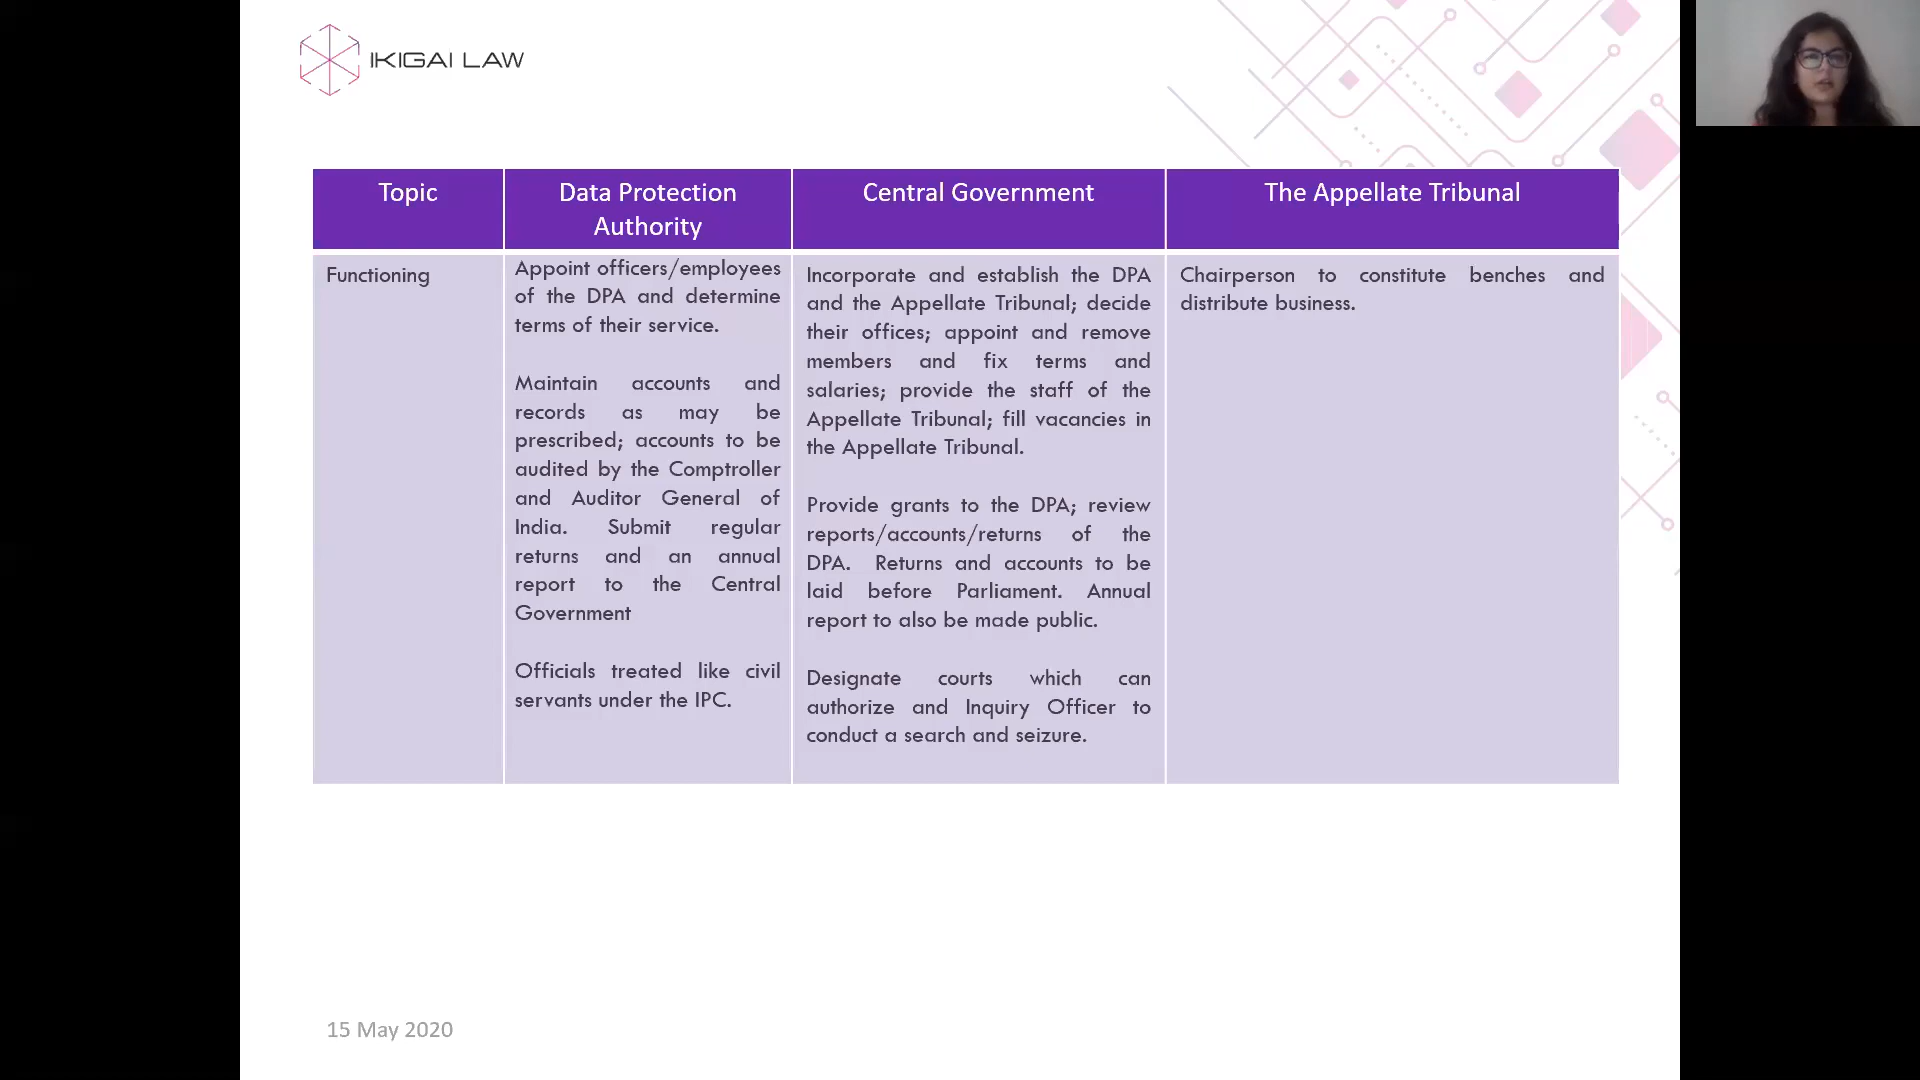 IKIGAI LAW
Topic
Data Protection
Authority
Central Government
The Appellate Tribunal
Functioning
Appoint officers/employees
of the DPA and determine
terms of their service.
Maintain accounts and
records as may be
prescribed; accounts to be
audited by the Comptroller
and Auditor General of
India. Submit regular
returns and an annual
report to the Central
Government
Officials treated like civil
servants under the IPC.
Incorporate and establish the DPA
and the Appellate Tribunal; decide
their offices; appoint and remove
members and fix terms and
salaries; provide the staff of the
Appellate Tribunal; fill vacancies in
the Appellate Tribunal.
Provide grants to the DPA; review
reports/accounts/returns of the
DPA. Returns and accounts to be
laid before Parliament. Annual
report to also be made public.
Designate courts which can
authorize and Inquiry Officer to
conduct a search and seizure.
Chairperson to constitute benches and
distribute business.
15 May 2020